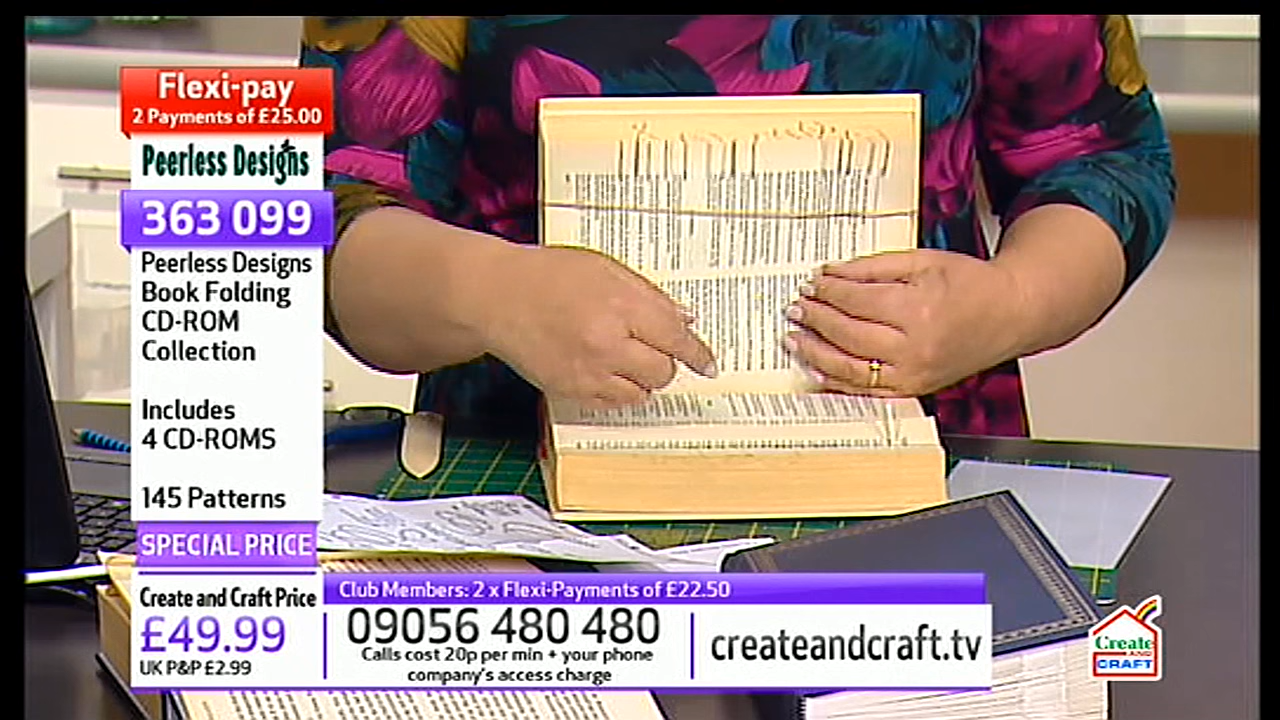 Flexi-pay
2 Payments of £25.00
Peerless Designs
363 099
Peerless Designs
Book Folding
CD-ROM
Collection
Includes
4 CD-ROMS
145 Patterns
SPECIAL PRICE
Create and Craft Price
£49.99
UK P&P £2.99
Club Members: 2 x Flexi-Payments of £22.50
09056 480 480
Calls cost 20p per min + your phone
company's access charge
createandcraft.tv
Create
AND
CRAFT